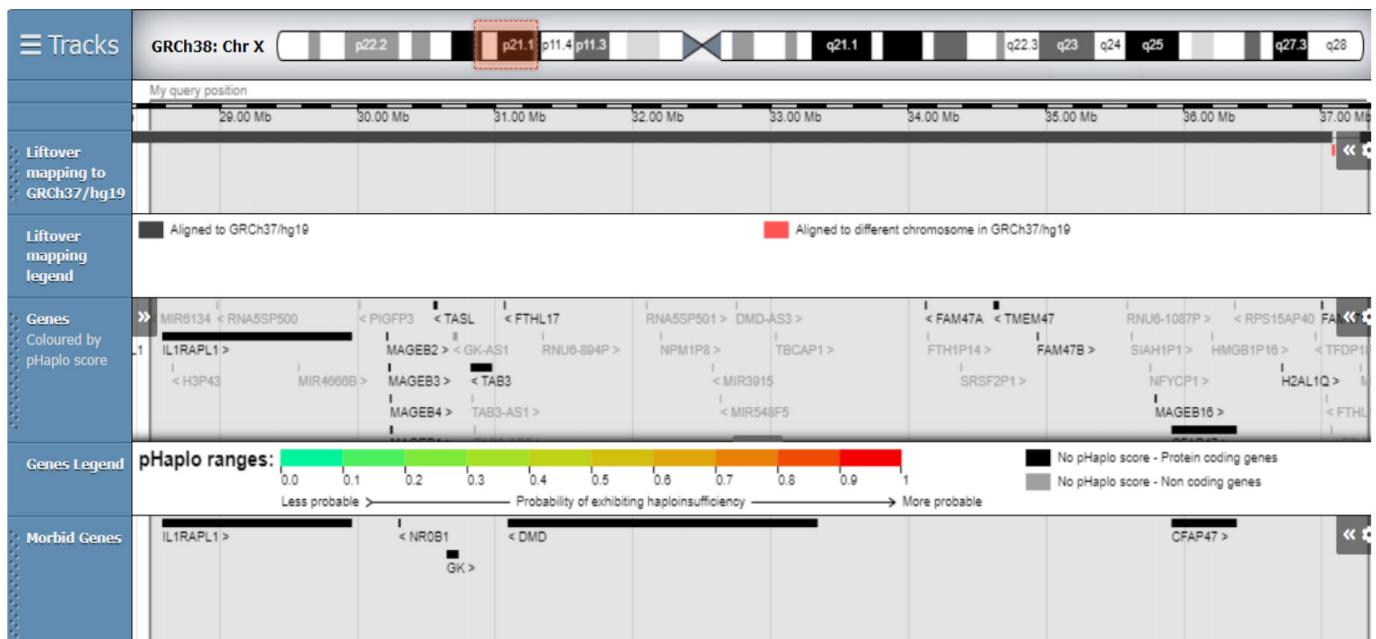 ☰ Tracks
GRCh38: Chr X
p22.2 p21.1 p11.4 p11.3 q21.1 q22.3 q23 q24 q25 q27.3 q28
My query position
29.00 Mb 30.00 Mb 31.00 Mb 32.00 Mb 33.00 Mb 34.00 Mb 35.00 Mb 36.00 Mb 37.00 Mb
Liftover
mapping to
GRCh37/hg19
Liftover
mapping
legend
Aligned to GRCh37/hg19 Aligned to different chromosome in GRCh37/hg19
Genes
Coloured by
pHaplo score
MIR6134 < RNA5SP500 < PIGFP3 < TASL < FTHL17 RNA5SP501 > DMD-AS3 > < FAM47A < TMEM47 RNU6-1087P > < RPS15AP40
IL1RAPL1 > MAGEB2 > < GK-AS1 RNU6-894P > NPM1P8 > TBCAP1 > FTH1P14 > FAM47B > SIAH1P1 > HMGB1P16 > < TFDP1
< H3P43 MIR4666B > MAGEB3 > < TAB3 < MIR3915 SRSF2P1 > NFYCP1 > H2AL1Q >
MAGEB4 > TAB3-AS1 > < MIR548F5 MAGEB16 > < FTHL
Genes Legend
pHaplo ranges:
0.0 0.1 0.2 0.3 0.4 0.5 0.6 0.7 0.8 0.9 1
Less probable Probability of exhibiting haploinsufficiency More probable
No pHaplo score - Protein coding genes
No pHaplo score - Non coding genes
Morbid Genes
IL1RAPL1 > < NR0B1 < DMD CFAP47 >
GK >